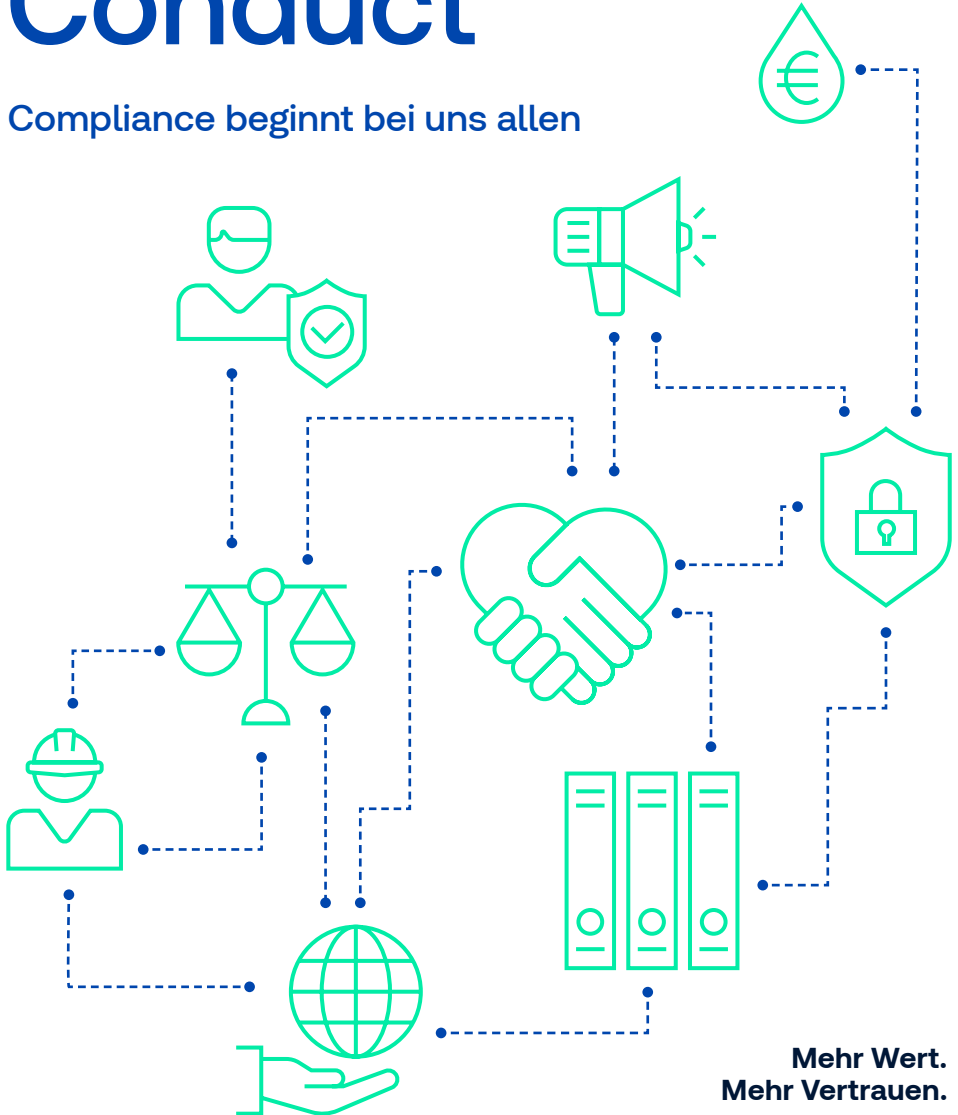 Conduct
Compliance beginnt bei uns allen
€
Mehr Wert.
Mehr Vertrauen.